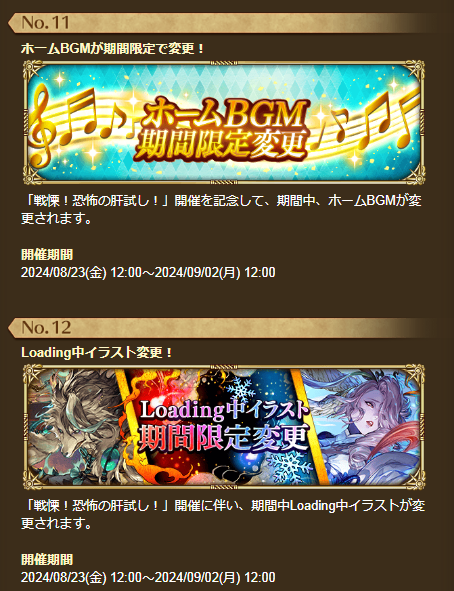 No.11
ホームBGMが期間限定で変更！
ホームBGM
期間限定変更
「戦慄！恐怖の肝試し！」開催を記念して、期間中、ホームBGMが変
更されます。
開催期間
2024/08/23(金) 12:00～2024/09/02(月) 12:00
No.12
Loading中イラスト変更！
Loading中イラスト
期間限定変更
「戦慄！恐怖の肝試し！」開催に伴い、期間中Loading中イラストが変
更されます。
開催期間
2024/08/23(金) 12:00～2024/09/02(月) 12:00